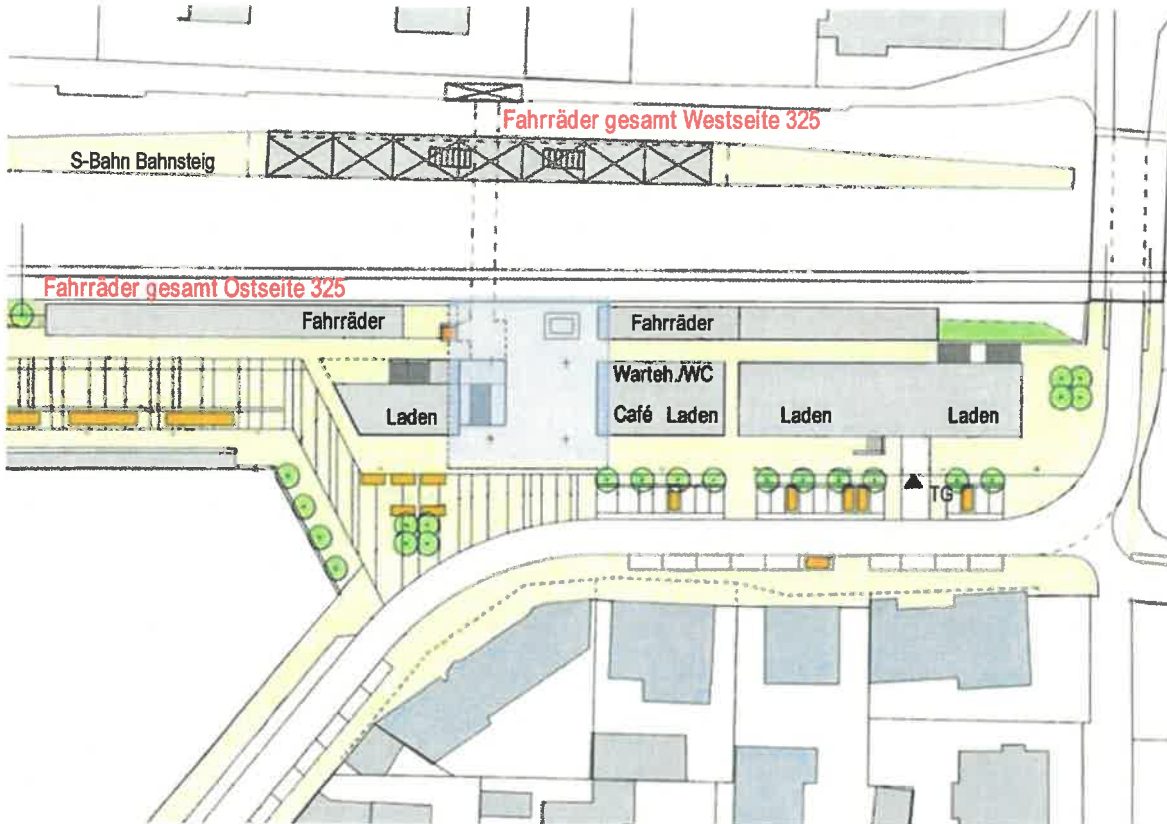 Fahrräder gesamt Westseite 325
S-Bahn Bahnsteig
Fahrräder gesamt Ostseite 325
Fahrräder
Fahrräder
Warteh./WC
Laden
Café Laden
Laden
Laden
TG